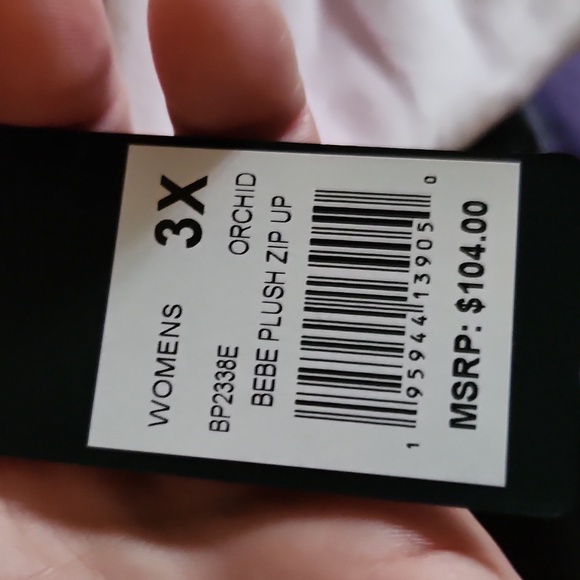 WOMENS 3X
BP2338E ORCHID
BEBE PLUSH ZIP UP
1 95944 13905 0
MSRP: $104.00